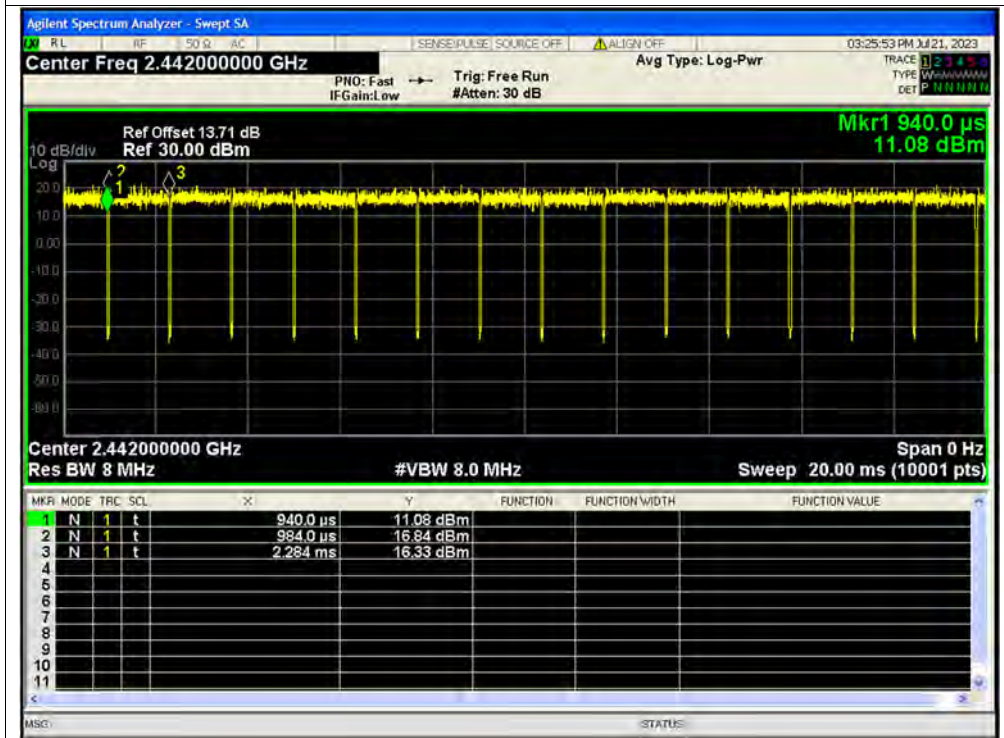 Agilent Spectrum Analyzer - Swept SA
RL RF 50 Ω AC SENSE:PULSE SOURCE OFF ALIGN OFF 03:25:53 PM Jul 21, 2023
Center Freq 2.442000000 GHz Avg Type: Log-Pwr TRACE 1 2 3 4 5 6
PNO: Fast Trig: Free Run TYPE
IFGain:Low #Atten: 30 dB DET P N N N N N
Mkr1 940.0 µs
Ref Offset 13.71 dB
10 dB/div Ref 30.00 dBm 11.08 dBm
Log
2 3
20.0 1
10.0
0.00
-10.0
-20.0
-30.0
-40.0
-50.0
-60.0
Center 2.442000000 GHz Span 0 Hz
Res BW 8 MHz #VBW 8.0 MHz Sweep 20.00 ms (10001 pts)
MKR MODE TRC SCL X Y FUNCTION FUNCTION WIDTH FUNCTION VALUE
1 N 1 t 940.0 µs 11.08 dBm
2 N 1 t 984.0 µs 16.84 dBm
3 N 1 t 2.284 ms 16.33 dBm
4
5
6
7
8
9
10
11
MSG STATUS